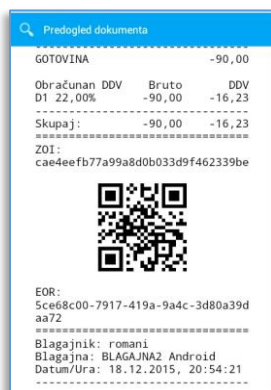 Predogled dokumenta
--------------------------------
GOTOVINA -90,00
Obračunan DDV Bruto DDV
D1 22,00% -90,00 -16,23
--------------------------------
Skupaj: -90,00 -16,23
================================
ZOI:
cae4eefb77a99a8d0b033d9f462339be
EOR:
5ce68c00-7917-419a-9a4c-3d80a39d
aa72
================================
Blagajnik: romani
Blagajna: BLAGAJNA2 Android
Datum/Ura: 18.12.2015, 20:54:21
--------------------------------